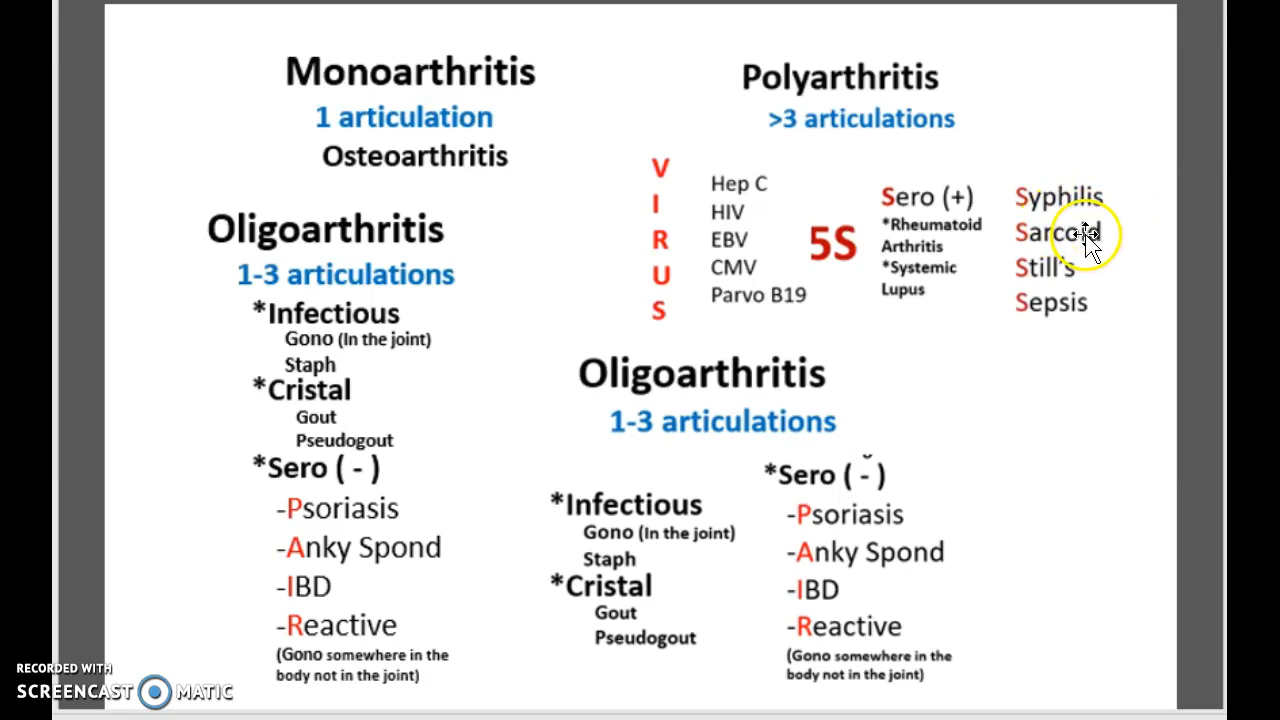 Monoarthritis
1 articulation
Osteoarthritis
Oligoarthritis
1-3 articulations
*Infectious
Gono (In the joint)
Staph
*Cristal
Gout
Pseudogout
*Sero ( - )
-Psoriasis
-Anky Spond
-IBD
-Reactive
(Gono somewhere in the
body not in the joint)
Polyarthritis
>3 articulations
V
I
R
U
S
Hep C
HIV
EBV
CMV
Parvo B19
5S
Sero (+)
*Rheumatoid
Arthritis
*Systemic
Lupus
Syphilis
Sarcoid
Still's
Sepsis
Oligoarthritis
1-3 articulations
*Infectious
Gono (In the joint)
Staph
*Cristal
Gout
Pseudogout
*Sero ( - )
-Psoriasis
-Anky Spond
-IBD
-Reactive
(Gono somewhere in the
body not in the joint)
RECORDED WITH
SCREENCAST MATIC